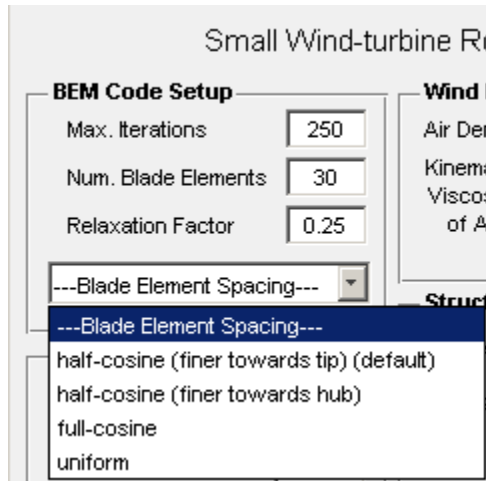 Small Wind-turbine R
BEM Code Setup
Max. Iterations 250
Num. Blade Elements 30
Relaxation Factor 0.25
---Blade Element Spacing---
---Blade Element Spacing---
half-cosine (finer towards tip) (default)
half-cosine (finer towards hub)
full-cosine
uniform
Wind
Air De
Kinema
Visco
of A
Struct